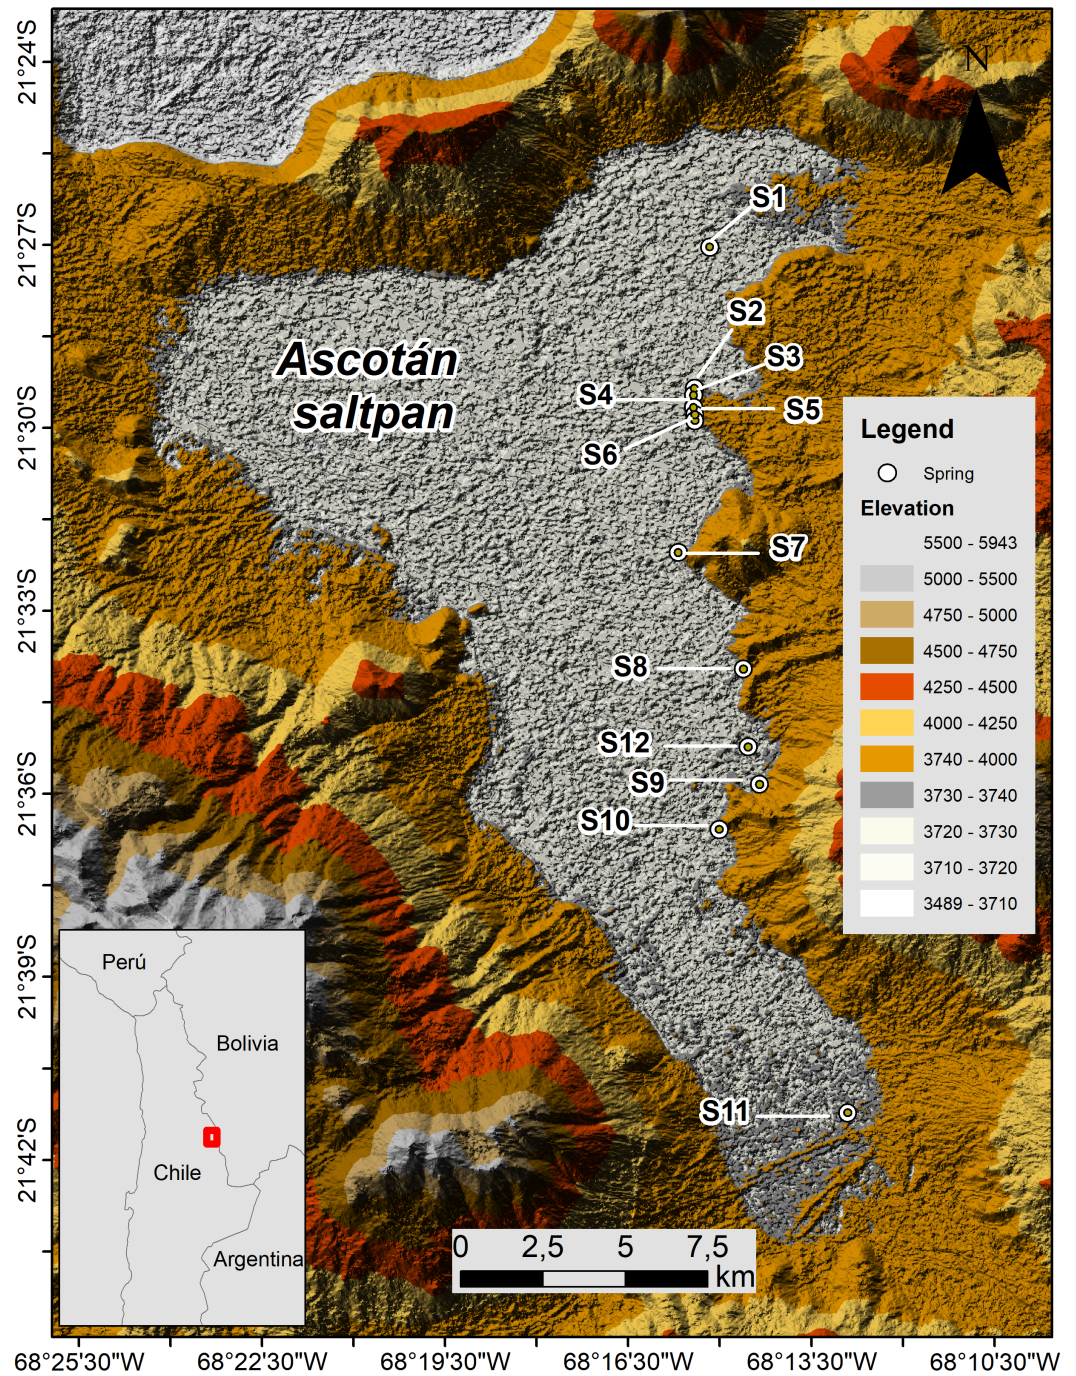 21°24'S
21°27'S
21°30'S
21°33'S
21°36'S
21°39'S
21°42'S
N
S1
S2
S3
S4
S5
S6
S7
S8
S12
S9
S10
S11
Ascotán
saltpan
Legend
Spring
Elevation
5500 - 5943
5000 - 5500
4750 - 5000
4500 - 4750
4250 - 4500
4000 - 4250
3740 - 4000
3730 - 3740
3720 - 3730
3710 - 3720
3489 - 3710
Perú
Bolivia
Chile
Argentina
0 2,5 5 7,5
km
68°25'30"W 68°22'30"W 68°19'30"W 68°16'30"W 68°13'30"W 68°10'30"W